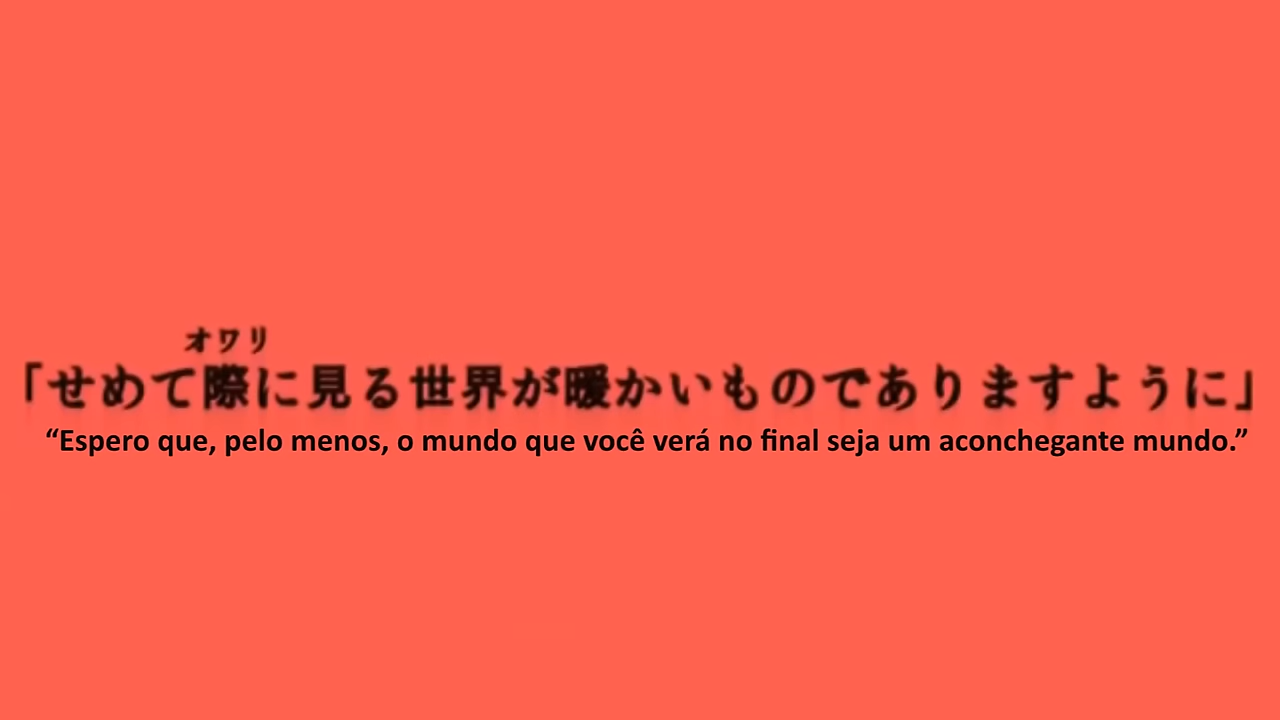 オワリ
「せめて際に見る世界が暖かいものでありますように」
“Espero que, pelo menos, o mundo que você verá no final seja um aconchegante mundo.”